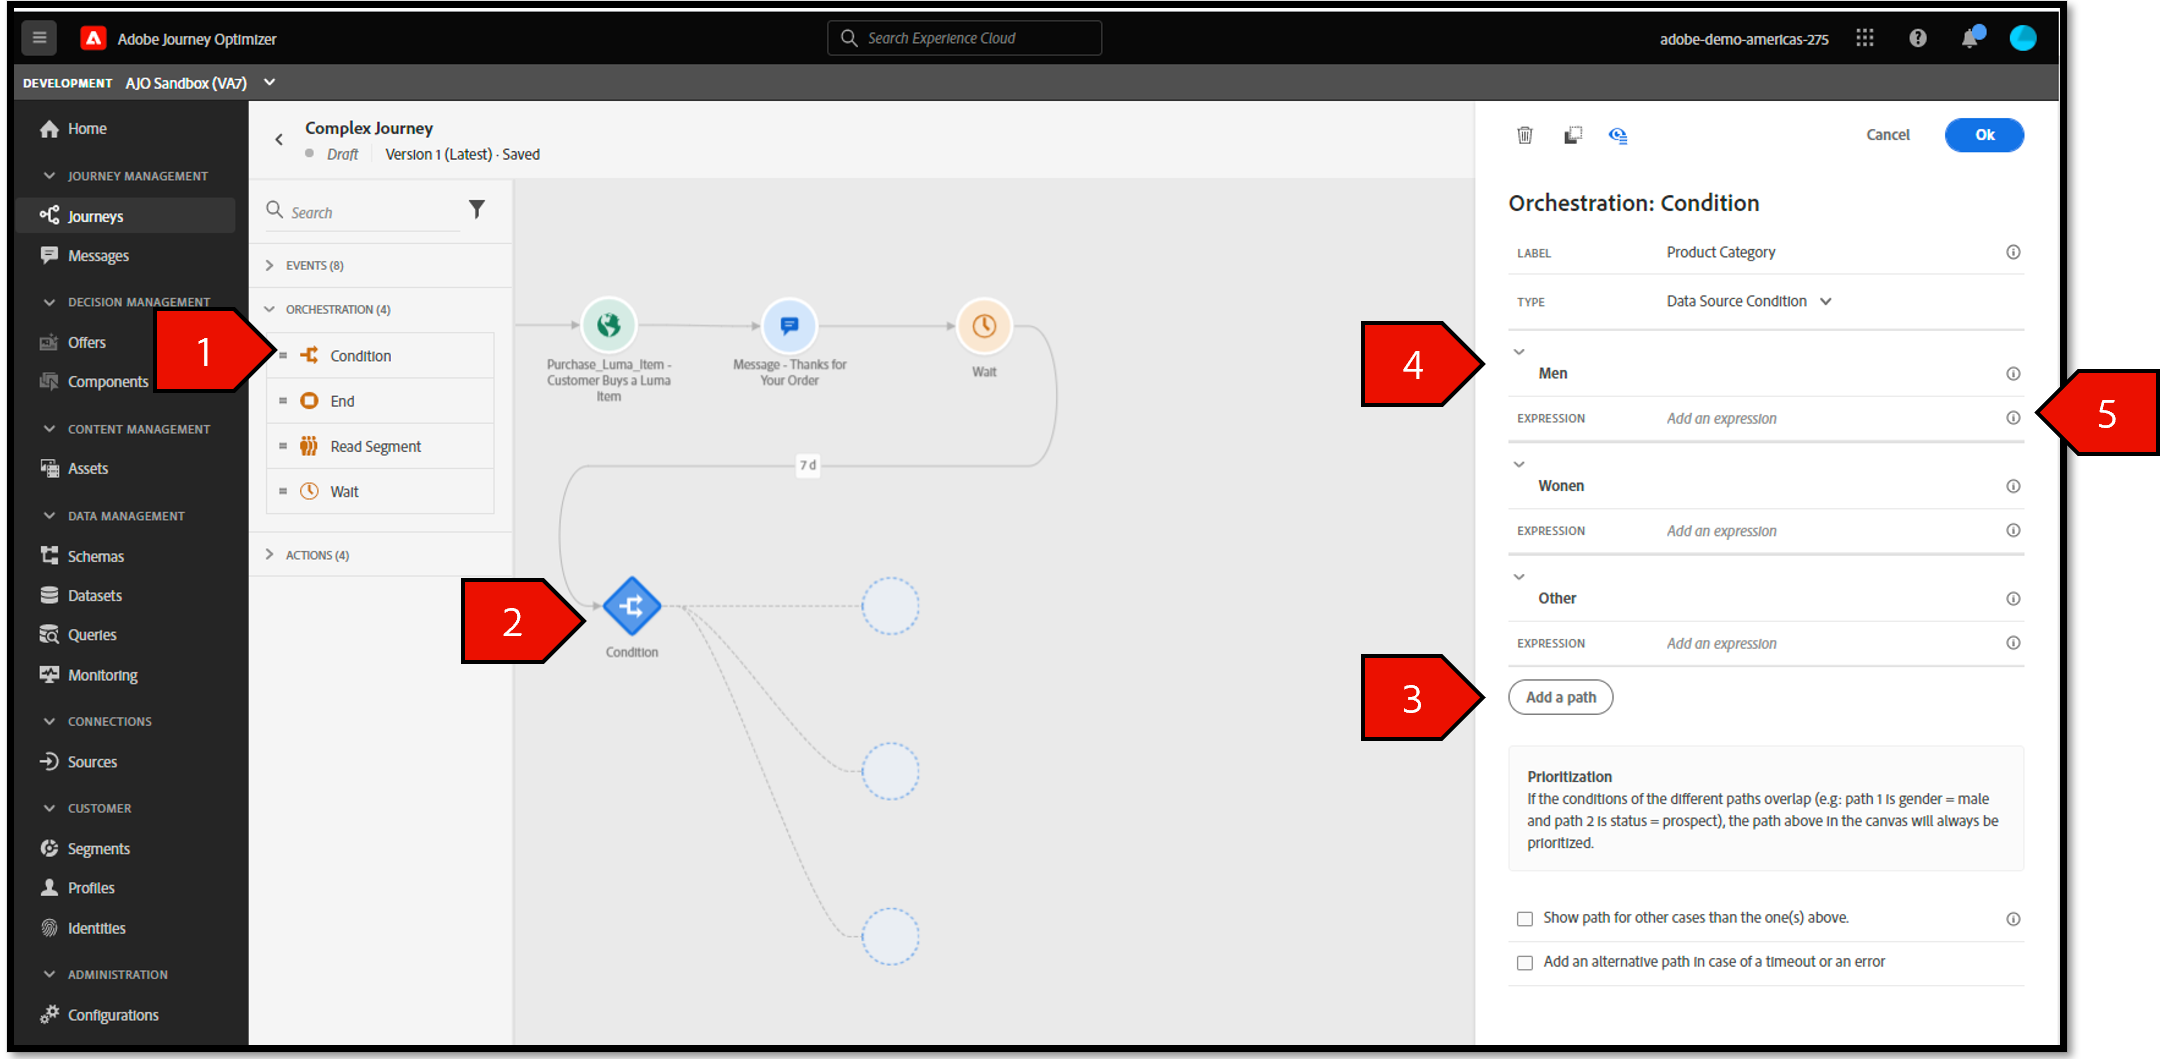 Adobe Journey Optimizer
Search Experience Cloud
adobe-demo-americas-275
DEVELOPMENT AJO Sandbox (VA7)
Home
JOURNEY MANAGEMENT
Journeys
Messages
DECISION MANAGEMENT
Offers
Components
CONTENT MANAGEMENT
Assets
DATA MANAGEMENT
Schemas
Datasets
Queries
Monitoring
CONNECTIONS
Sources
CUSTOMER
Segments
Profiles
Identities
ADMINISTRATION
Configurations
Complex Journey
Draft Version 1 (Latest) · Saved
Search
EVENTS (8)
ORCHESTRATION (4)
1
Condition
End
Read Segment
Wait
ACTIONS (4)
Purchase_Luma_Item -
Customer Buys a Luma
Item
Message - Thanks for
Your Order
Wait
7 d
2
Condition
Cancel
Ok
Orchestration: Condition
LABEL Product Category
TYPE Data Source Condition
4
Men
EXPRESSION Add an expression
5
Wonen
EXPRESSION Add an expression
Other
EXPRESSION Add an expression
3
Add a path
Prioritization
If the conditions of the different paths overlap (e.g: path 1 is gender = male
and path 2 is status = prospect), the path above in the canvas will always be
prioritized.
Show path for other cases than the one(s) above.
Add an alternative path in case of a timeout or an error